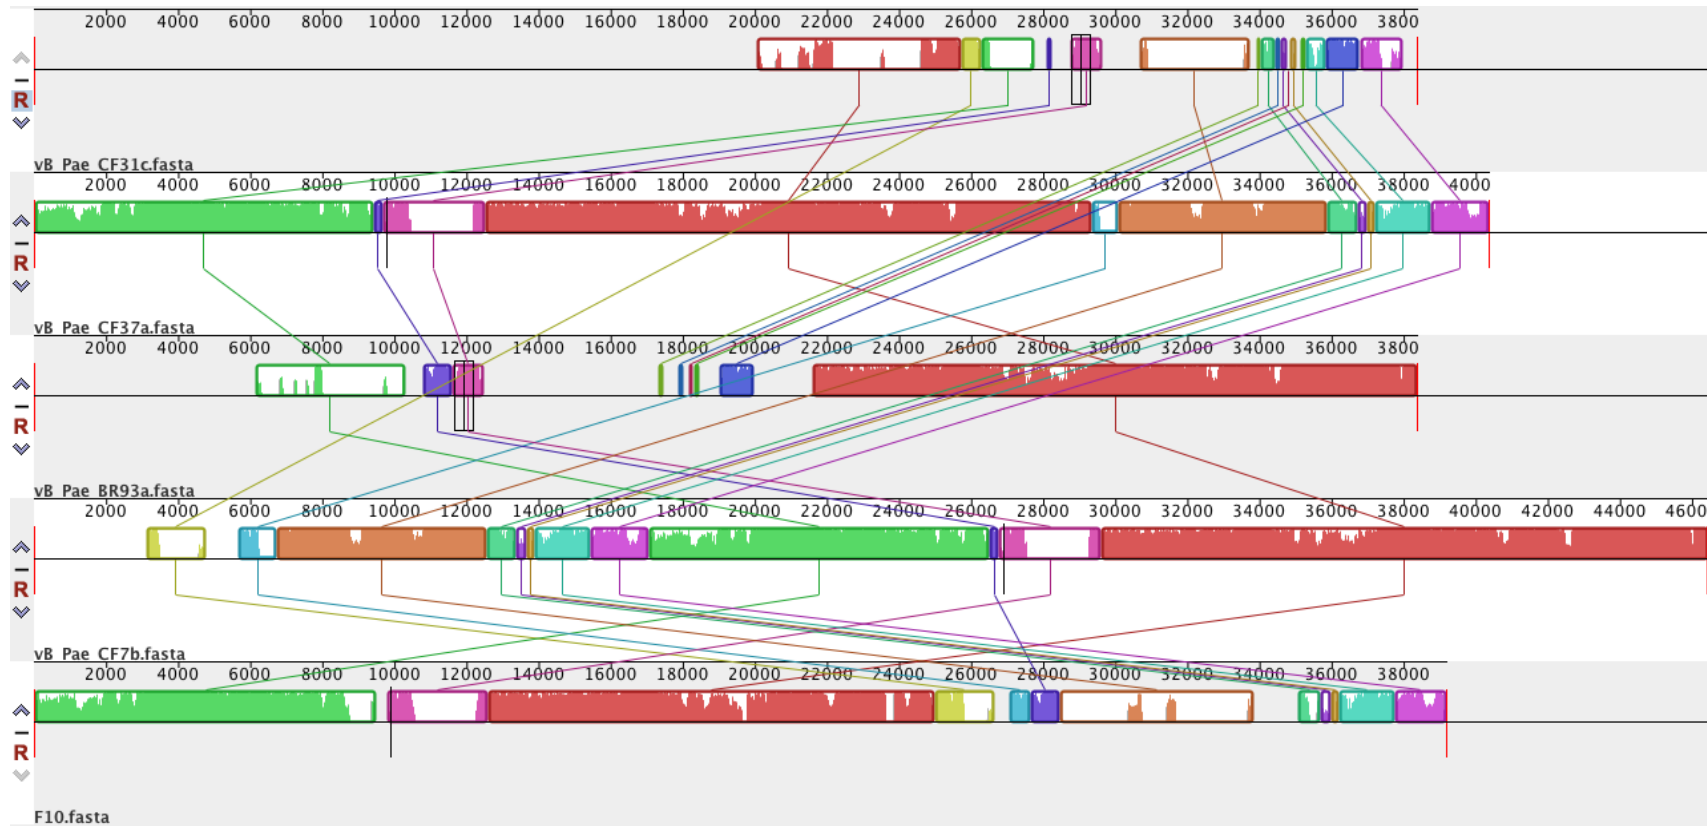 2000 4000 6000 8000 10000 12000 22000 24000 26000 28000 30000 32000 34000 36000 3800
R
vB_Pae_CF31c.fasta
2000 4000 6000 8000 10000 12000 14000 16000 18000 20000 22000 24000 26000 28000 30000 32000 34000 36000 38000 4000
R
vB_Pae_CF37a.fasta
2000 4000 6000 8000 10000 12000 14000 16000 18000 20000 22000 24000 26000 28000 30000 32000 34000 3800
R
vB_Pae_BR93a.fasta
2000 4000 6000 8000 10000 12000 14000 16000 18000 20000 22000 24000 26000 28000 30000 32000 34000 36000 38000 40000 42000 44000 4600
R
vB_Pae_CF7b.fasta
2000 4000 6000 8000 10000 12000 14000 16000 18000 20000 22000 24000 26000 28000 30000 32000 34000 36000 38000
R
F10.fasta